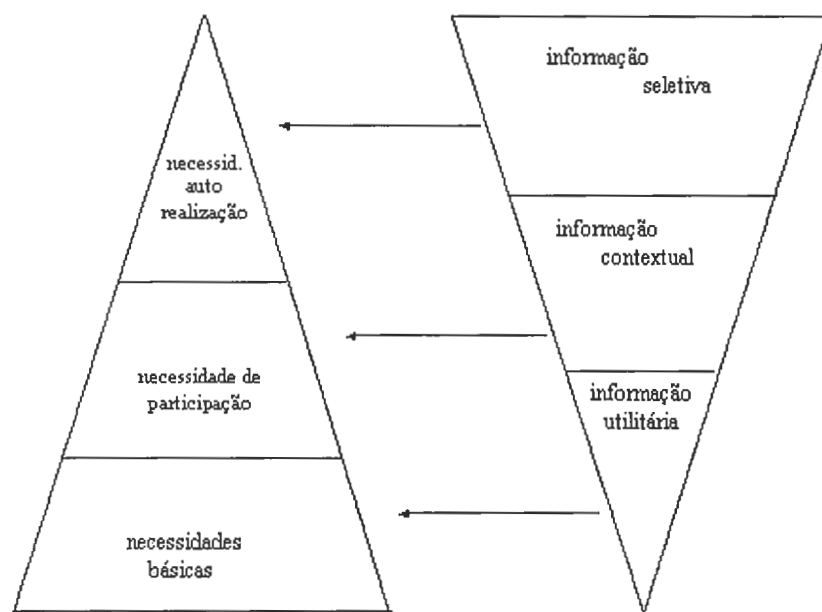 necessid.
auto
realização
necessidade de
participação
necessidades
básicas
informação
seletiva
informação
contextual
informação
utilitária